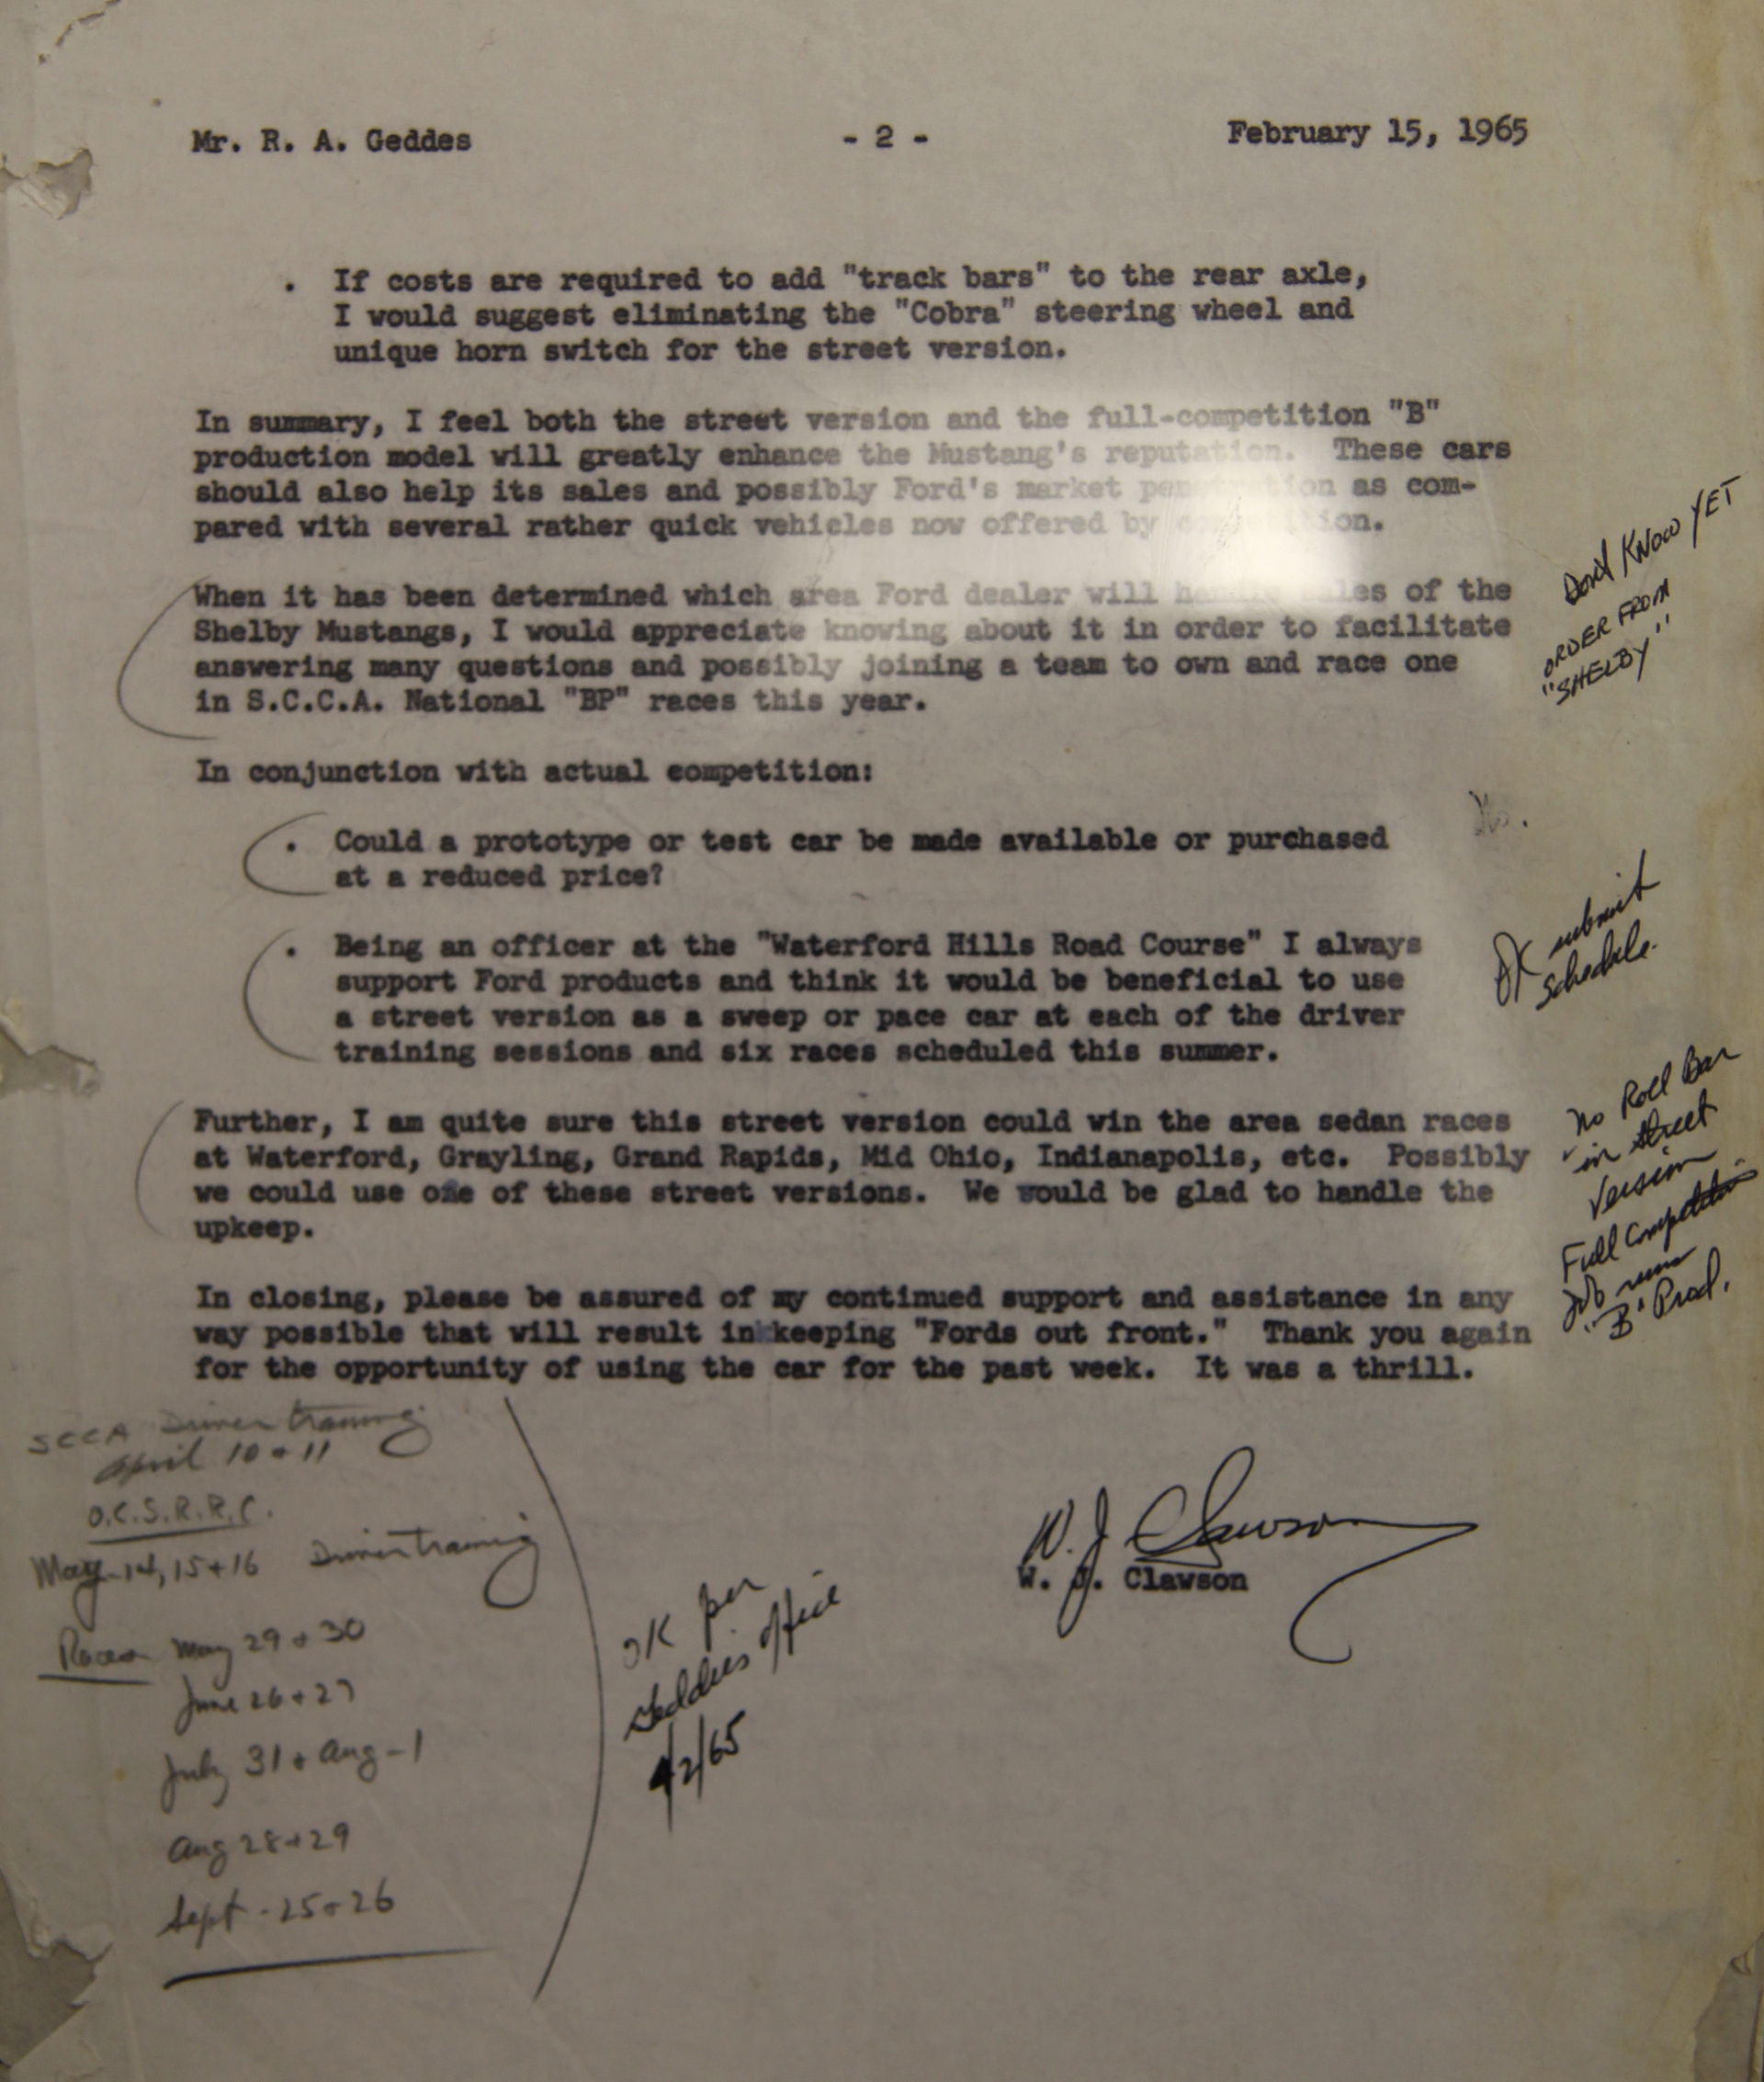 Mr. R. A. Geddes - 2 - February 15, 1965
. If costs are required to add "track bars" to the rear axle,
I would suggest eliminating the "Cobra" steering wheel and
unique horn switch for the street version.
In summary, I feel both the street version and the full-competition "B"
production model will greatly enhance the Mustang's reputation. These cars
should also help its sales and possibly Ford's market penetration as com-
pared with several rather quick vehicles now offered by competition.
When it has been determined which area Ford dealer will handle sales of the
Shelby Mustangs, I would appreciate knowing about it in order to facilitate
answering many questions and possibly joining a team to own and race one
in S.C.C.A. National "BP" races this year.
Don't KNOW YET
ORDER FROM
"SHELBY"
In conjunction with actual competition:
. Could a prototype or test car be made available or purchased
at a reduced price?
No.
. Being an officer at the "Waterford Hills Road Course" I always
support Ford products and think it would be beneficial to use
a street version as a sweep or pace car at each of the driver
training sessions and six races scheduled this summer.
OK submit
Schedule.
Further, I am quite sure this street version could win the area sedan races
at Waterford, Grayling, Grand Rapids, Mid Ohio, Indianapolis, etc. Possibly
we could use one of these street versions. We would be glad to handle the
upkeep.
No Roll Bar
in street
Version
Full Competition
job runs
"B" Prod.
In closing, please be assured of my continued support and assistance in any
way possible that will result in keeping "Fords out front." Thank you again
for the opportunity of using the car for the past week. It was a thrill.
W. J. Clawson
W. J. Clawson
SCCA Driver training
April 10 + 11
O.C.S.R.R.C.
May-14, 15+16 Driver training
Races May 29 + 30
June 26 + 27
July 31 + Aug-1
Aug 28+29
Sept - 25+26
OK per
Geddes office
4/2/65